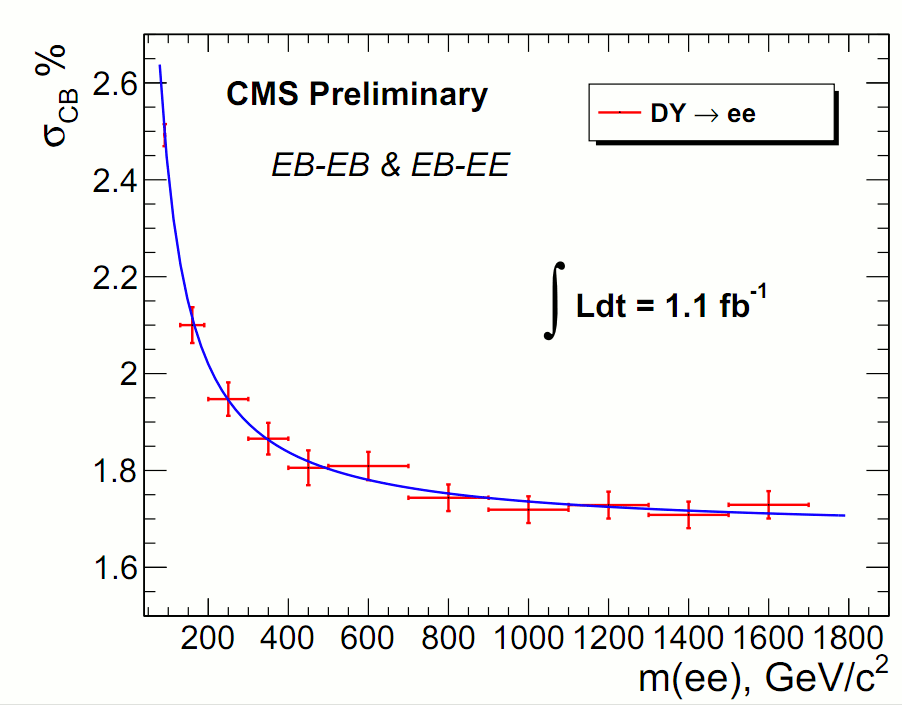 σCB %
CMS Preliminary
DY → ee
EB-EB & EB-EE
∫ Ldt = 1.1 fb-1
2.6
2.4
2.2
2
1.8
1.6
200 400 600 800 1000 1200 1400 1600 1800
m(ee), GeV/c2